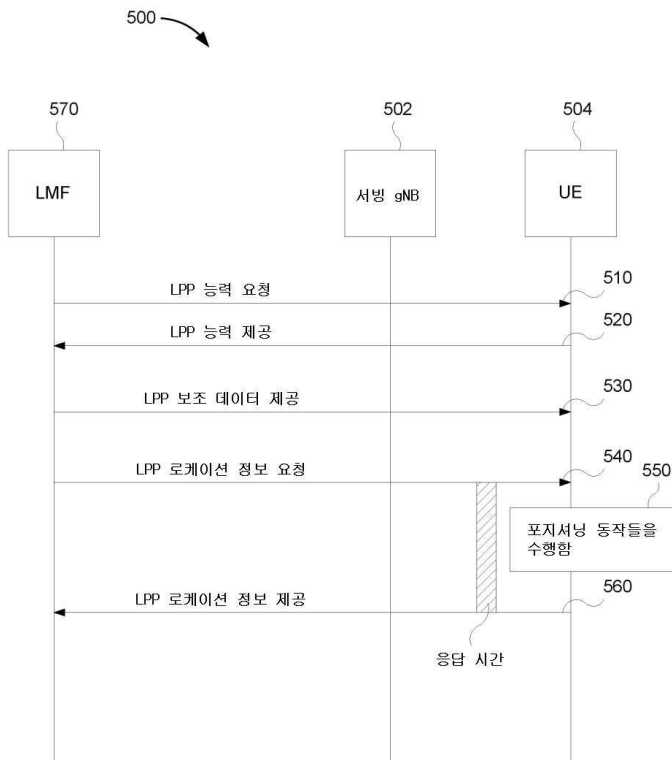 500
570
502
504
LMF
서빙 gNB
UE
LPP 능력 요청
510
LPP 능력 제공
520
LPP 보조 데이터 제공
530
LPP 로케이션 정보 요청
540
550
포지셔닝 동작들을
수행함
LPP 로케이션 정보 제공
560
응답 시간